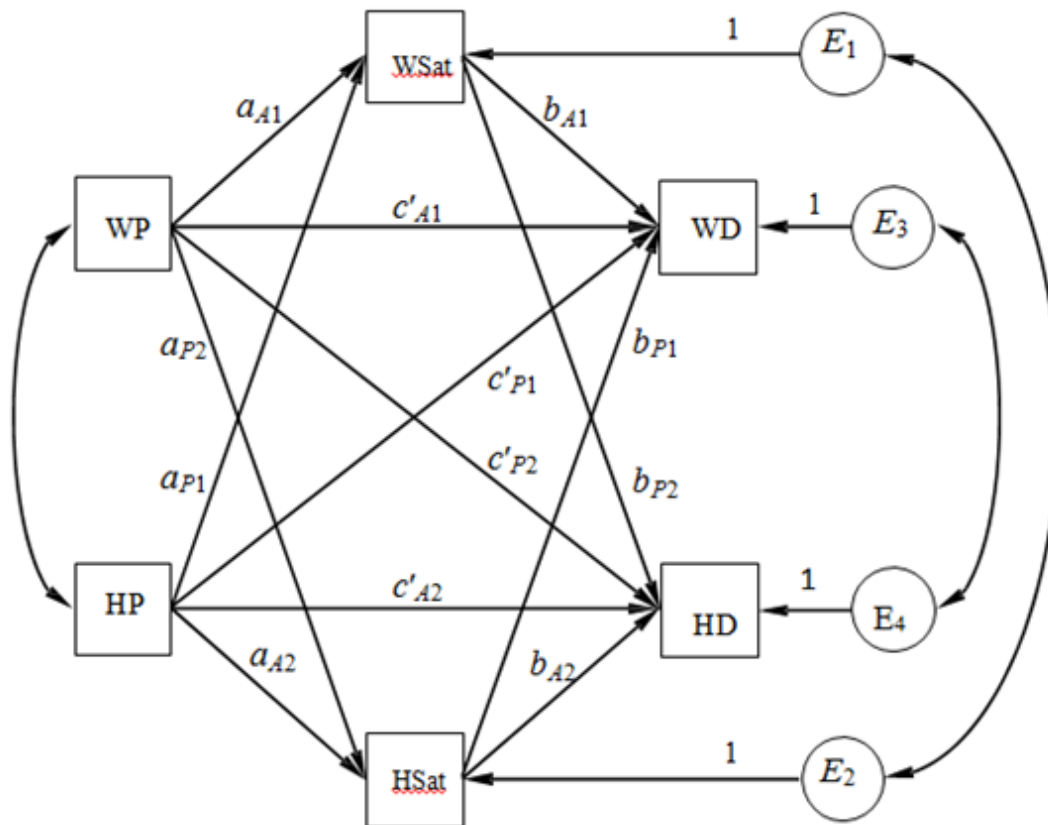 1
E1
WSat
aA1
bA1
WP
c′A1
WD
1
E3
aP2
bP1
c′P1
c′P2
aP1
bP2
HP
c′A2
HD
1
E4
aA2
bA2
HSat
1
E2